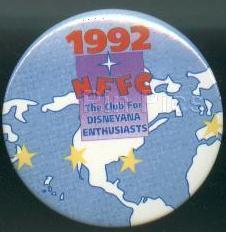 1992
NFFC
The Club For
DISNEYANA
ENTHUSIASTS